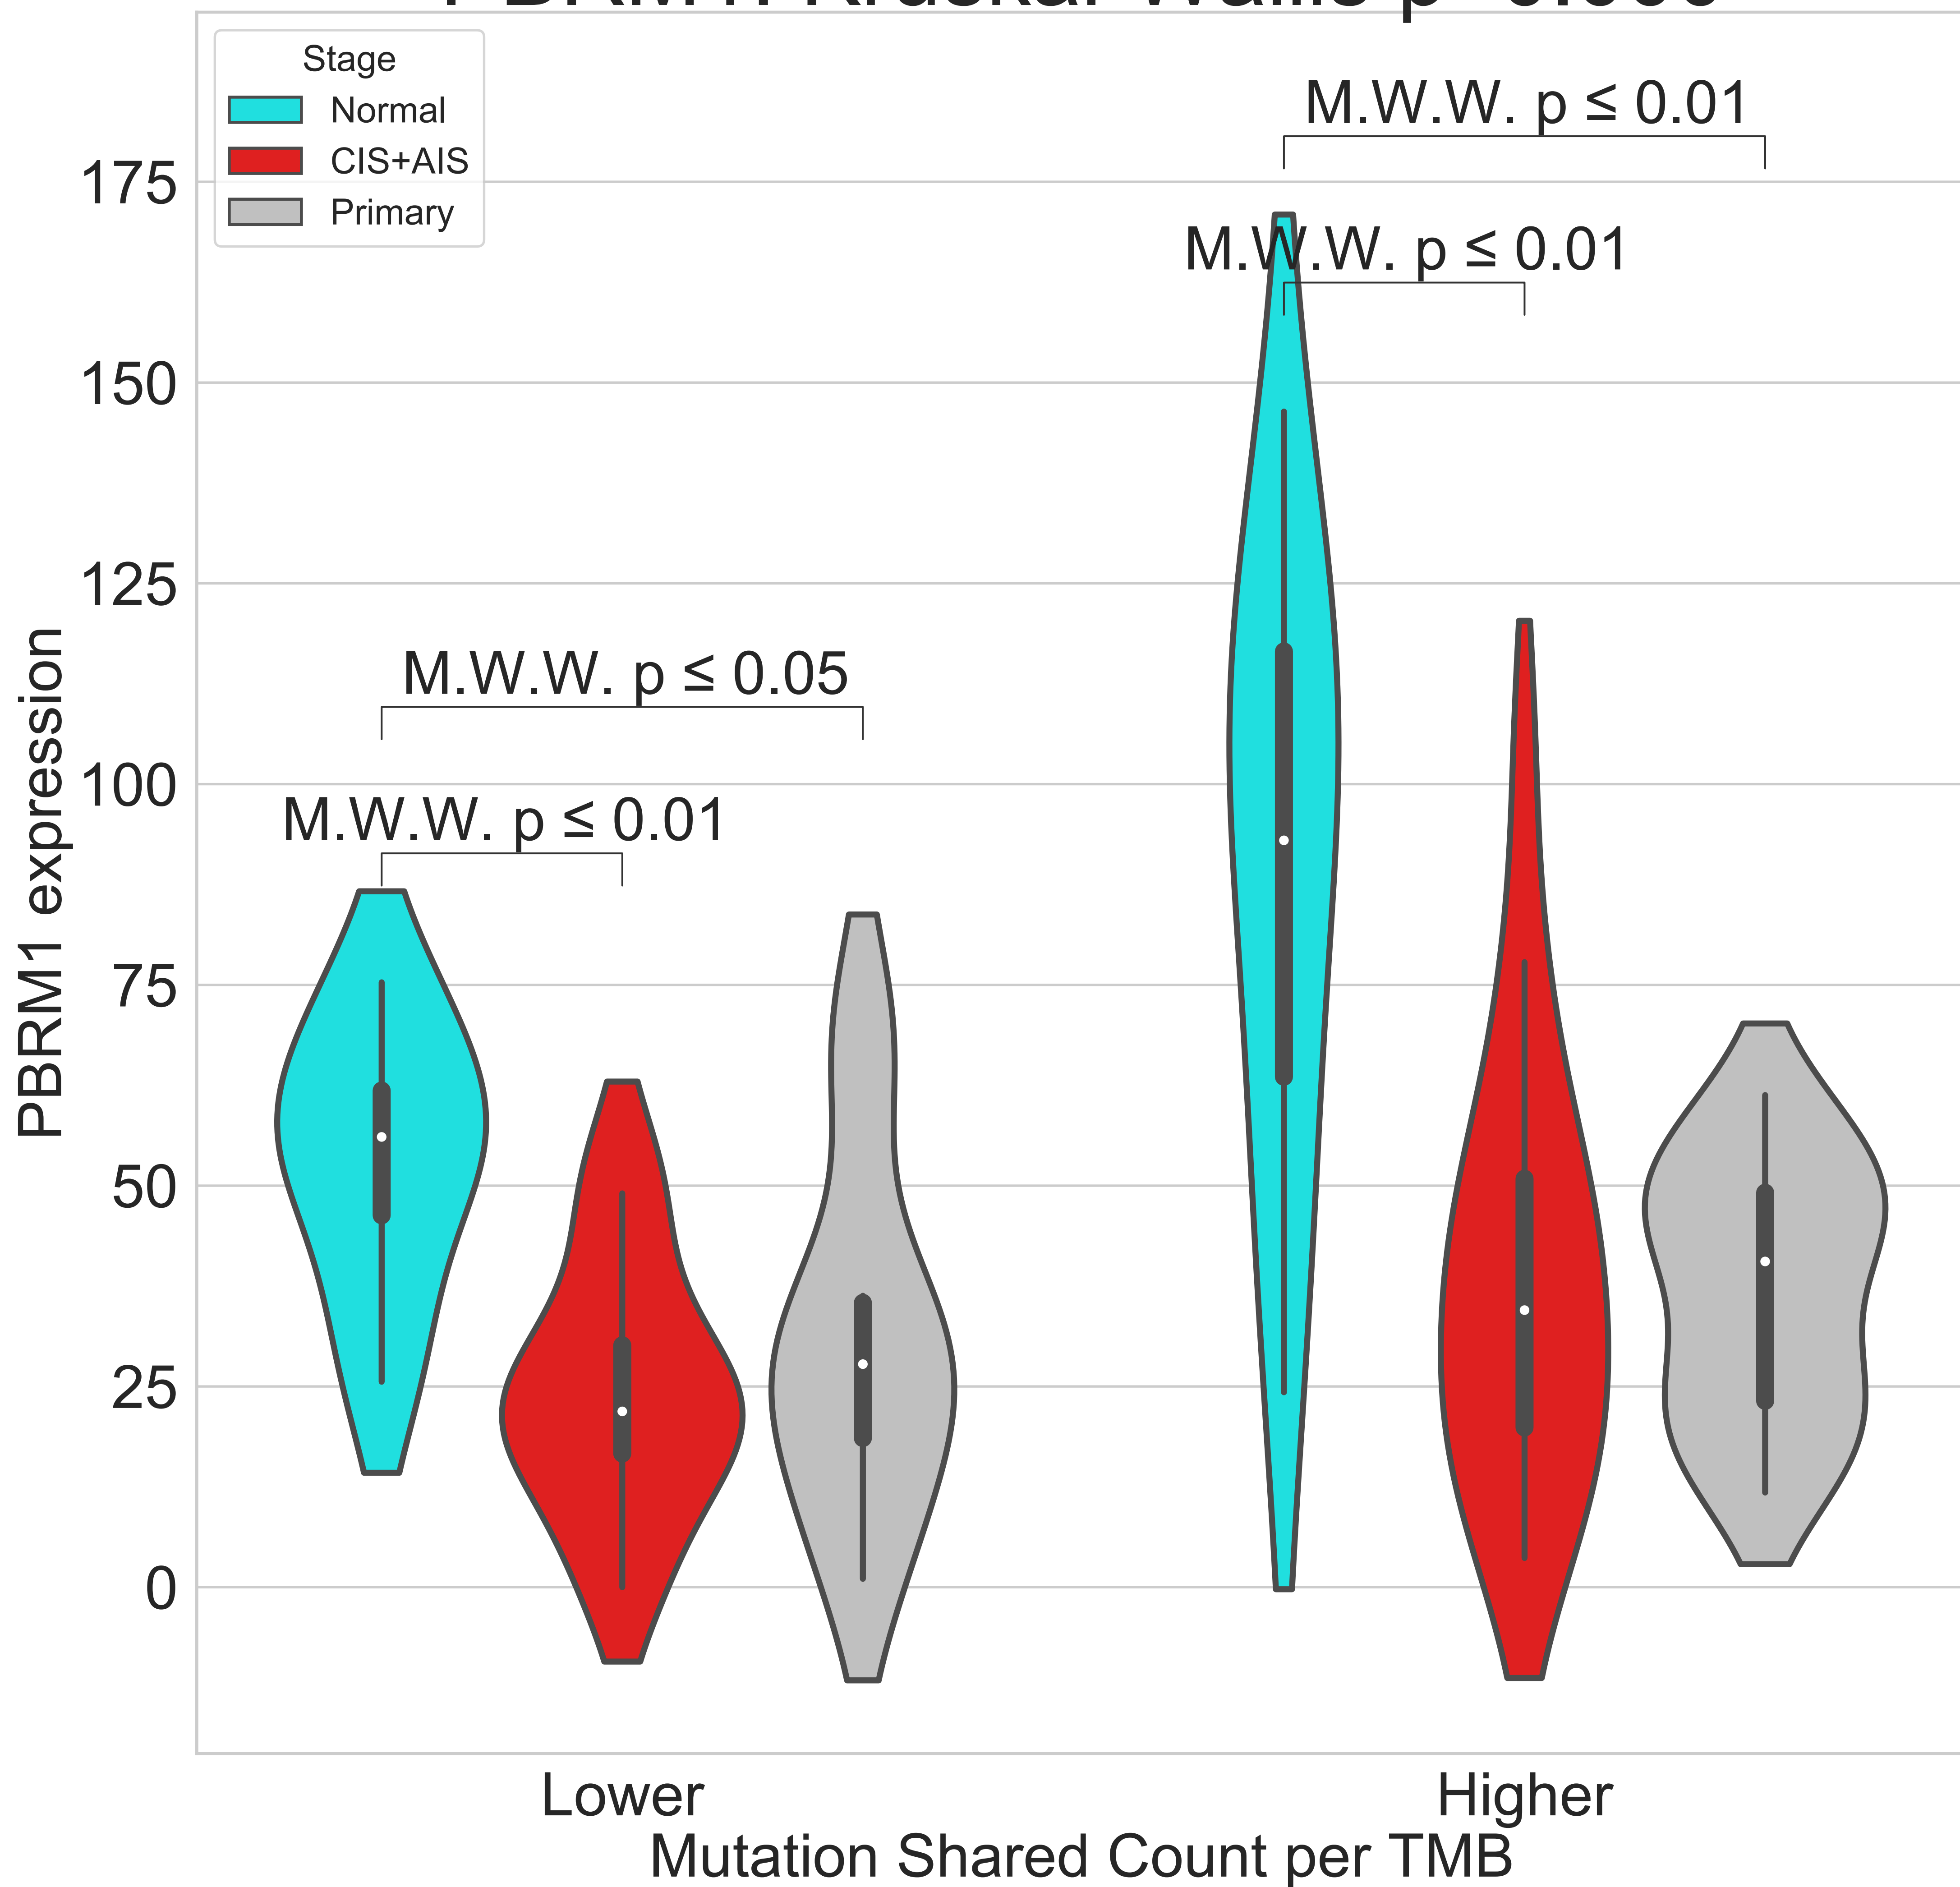 Stage
Normal
CIS+AIS
Primary
M.W.W. p ≤ 0.01
M.W.W. p ≤ 0.01
M.W.W. p ≤ 0.05
M.W.W. p ≤ 0.01
175
150
125
100
75
50
25
0
PBRM1 expression
Lower
Higher
Mutation Shared Count per TMB